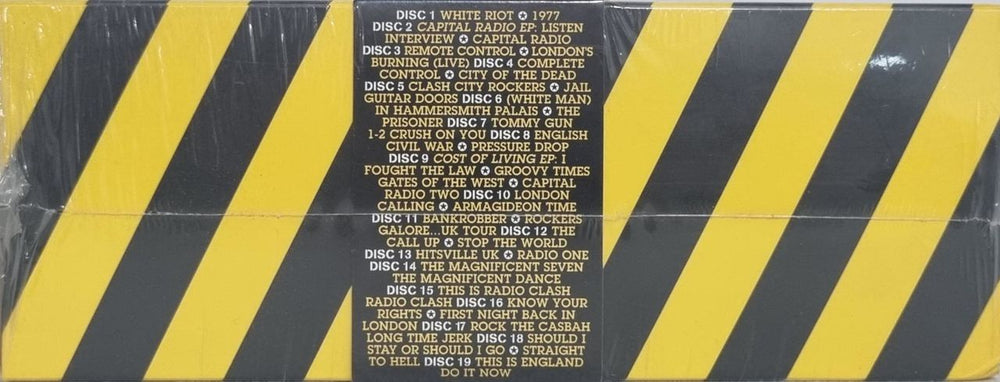 DISC 1 WHITE RIOT ✪ 1977
DISC 2 CAPITAL RADIO EP: LISTEN
INTERVIEW ✪ CAPITAL RADIO
DISC 3 REMOTE CONTROL ✪ LONDON'S
BURNING (LIVE) DISC 4 COMPLETE
CONTROL ✪ CITY OF THE DEAD
DISC 5 CLASH CITY ROCKERS ✪ JAIL
GUITAR DOORS DISC 6 (WHITE MAN)
IN HAMMERSMITH PALAIS ✪ THE
PRISONER DISC 7 TOMMY GUN
1-2 CRUSH ON YOU DISC 8 ENGLISH
CIVIL WAR ✪ PRESSURE DROP
DISC 9 COST OF LIVING EP: I
FOUGHT THE LAW ✪ GROOVY TIMES
GATES OF THE WEST ✪ CAPITAL
RADIO TWO DISC 10 LONDON
CALLING ✪ ARMAGIDEON TIME
DISC 11 BANKROBBER ✪ ROCKERS
GALORE...UK TOUR DISC 12 THE
CALL UP ✪ STOP THE WORLD
DISC 13 HITSVILLE UK ✪ RADIO ONE
DISC 14 THE MAGNIFICENT SEVEN
THE MAGNIFICENT DANCE
DISC 15 THIS IS RADIO CLASH
RADIO CLASH DISC 16 KNOW YOUR
RIGHTS ✪ FIRST NIGHT BACK IN
LONDON DISC 17 ROCK THE CASBAH
LONG TIME JERK DISC 18 SHOULD I
STAY OR SHOULD I GO ✪ STRAIGHT
TO HELL DISC 19 THIS IS ENGLAND
DO IT NOW